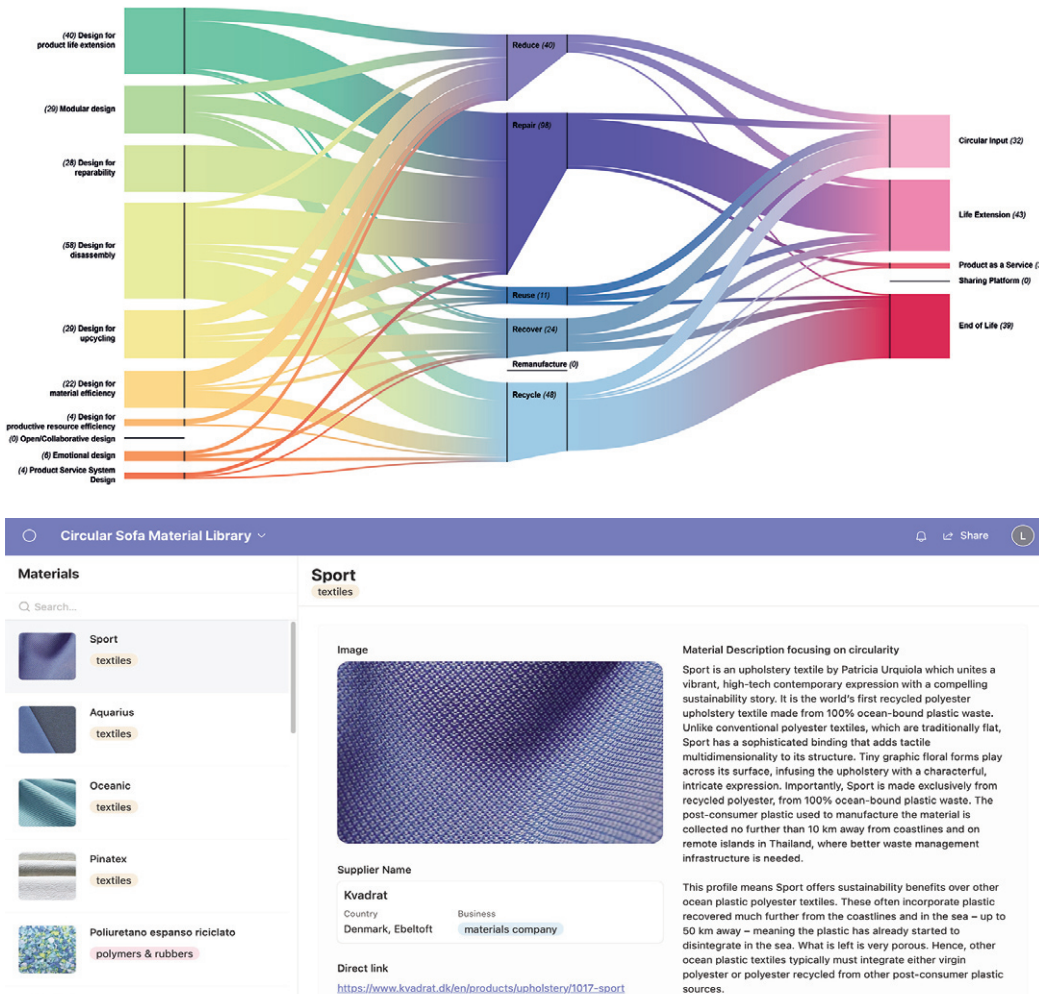 (40) Design for
product life extension
(29) Modular design
(28) Design for
reparability
(58) Design for
disassembly
(29) Design for
upcycling
(22) Design for
material efficiency
(4) Design for
productive resource efficiency
(0) Open/Collaborative design
(6) Emotional design
(4) Product Service System
Design
Reduce (40)
Repair (98)
Reuse (11)
Recover (24)
Remanufacture (0)
Recycle (48)
Circular Input (32)
Life Extension (43)
Product as a Service
Sharing Platform (0)
End of Life (39)
Circular Sofa Material Library
Share
L
Materials
Search...
Sport
textiles
Aquarius
textiles
Oceanic
textiles
Pinatex
textiles
Poliuretano espanso riciclato
polymers & rubbers
Sport
textiles
Image
Supplier Name
Kvadrat
Country
Business
Denmark, Ebeltoft
materials company
Direct link
https://www.kvadrat.dk/en/products/upholstery/1017-sport
Material Description focusing on circularity
Sport is an upholstery textile by Patricia Urquiola which unites a
vibrant, high-tech contemporary expression with a compelling
sustainability story. It is the world's first recycled polyester
upholstery textile made from 100% ocean-bound plastic waste.
Unlike conventional polyester textiles, which are traditionally flat,
Sport has a sophisticated binding that adds tactile
multidimensionality to its structure. Tiny graphic floral forms play
across its surface, infusing the upholstery with a characterful,
intricate expression. Importantly, Sport is made exclusively from
recycled polyester, from 100% ocean-bound plastic waste. The
post-consumer plastic used to manufacture the material is
collected no further than 10 km away from coastlines and on
remote islands in Thailand, where better waste management
infrastructure is needed.
This profile means Sport offers sustainability benefits over other
ocean plastic polyester textiles. These often incorporate plastic
recovered much further from the coastlines and in the sea – up to
50 km away – meaning the plastic has already started to
disintegrate in the sea. What is left is very porous. Hence, other
ocean plastic textiles typically must integrate either virgin
polyester or polyester recycled from other post-consumer plastic
sources.